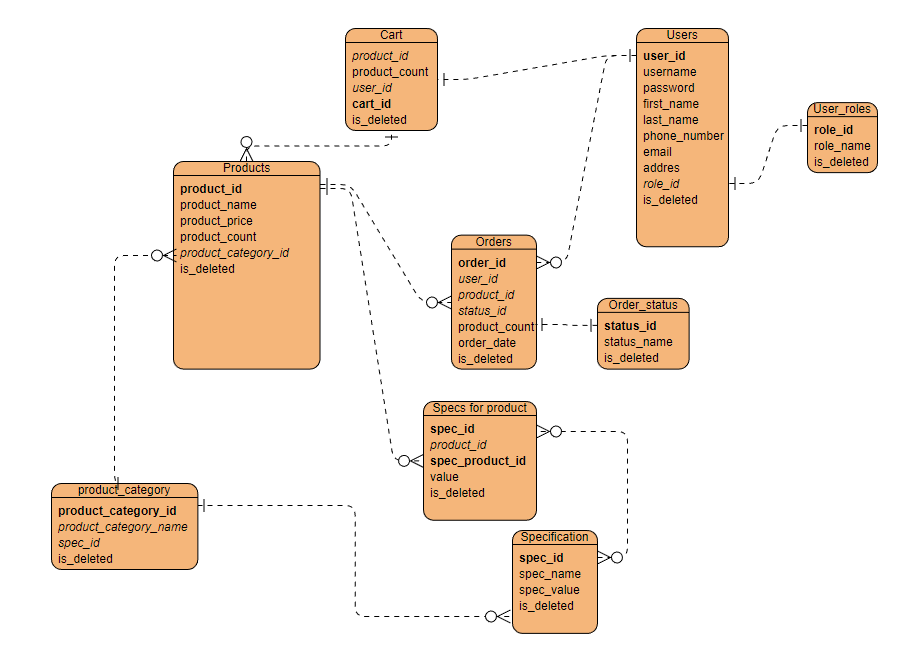 Cart
product_id
product_count
user_id
cart_id
is_deleted
Users
user_id
username
password
first_name
last_name
phone_number
email
addres
role_id
is_deleted
User_roles
role_id
role_name
is_deleted
Products
product_id
product_name
product_price
product_count
product_category_id
is_deleted
Orders
order_id
user_id
product_id
status_id
product_count
order_date
is_deleted
Order_status
status_id
status_name
is_deleted
Specs for product
spec_id
product_id
spec_product_id
value
is_deleted
product_category
product_category_id
product_category_name
spec_id
is_deleted
Specification
spec_id
spec_name
spec_value
is_deleted